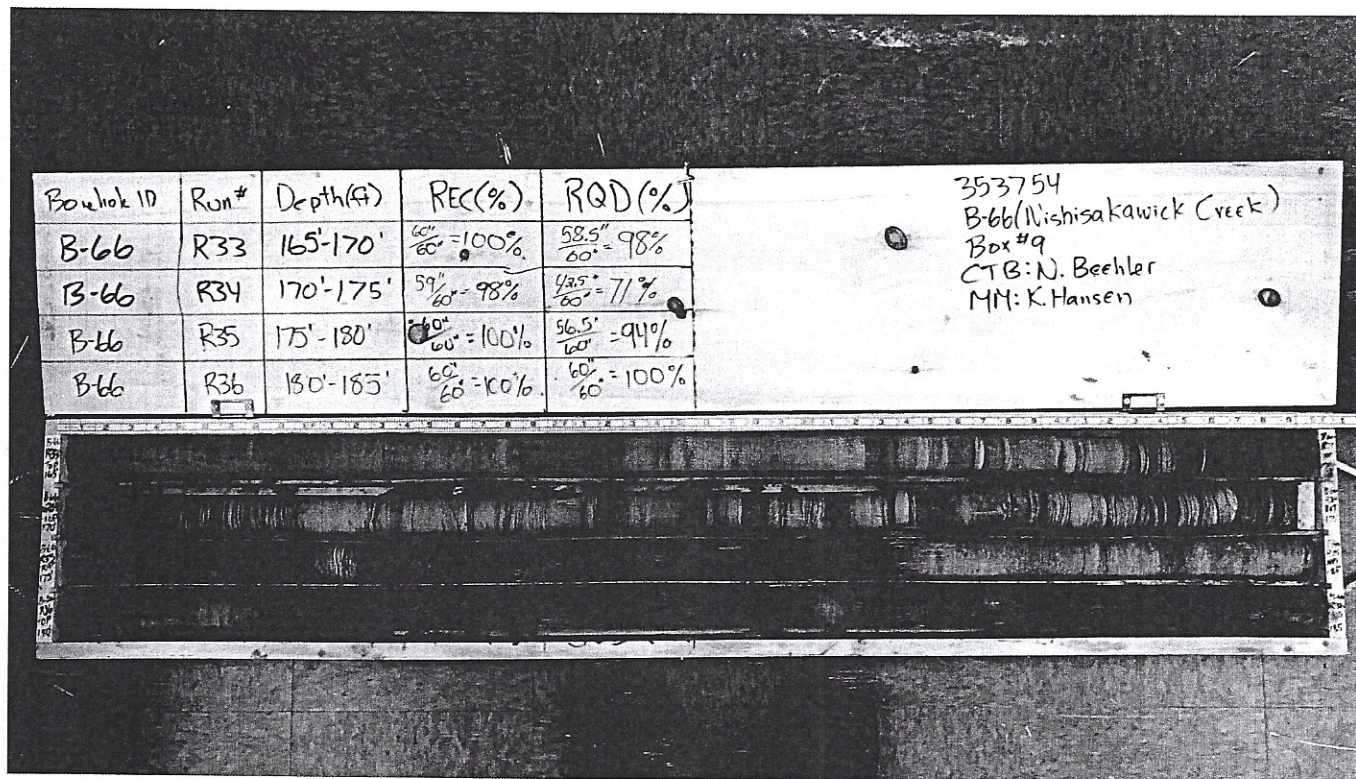 Borehole ID Run# Depth(ft) REC(%) RQD(%)
B-66 R33 165'-170' 60"/60" =100% 58.5"/60" = 98%
B-66 R34 170'-175' 59"/60" = 98% 42.5"/60" = 71%
B-66 R35 175'-180' 60"/60" = 100% 56.5"/60" = 94%
B-66 R36 180'-185' 60"/60" = 100% 60"/60" = 100%
353754
B-66 (Nishisakawick Creek)
Box #9
CTB: N. Beehler
MM: K. Hansen